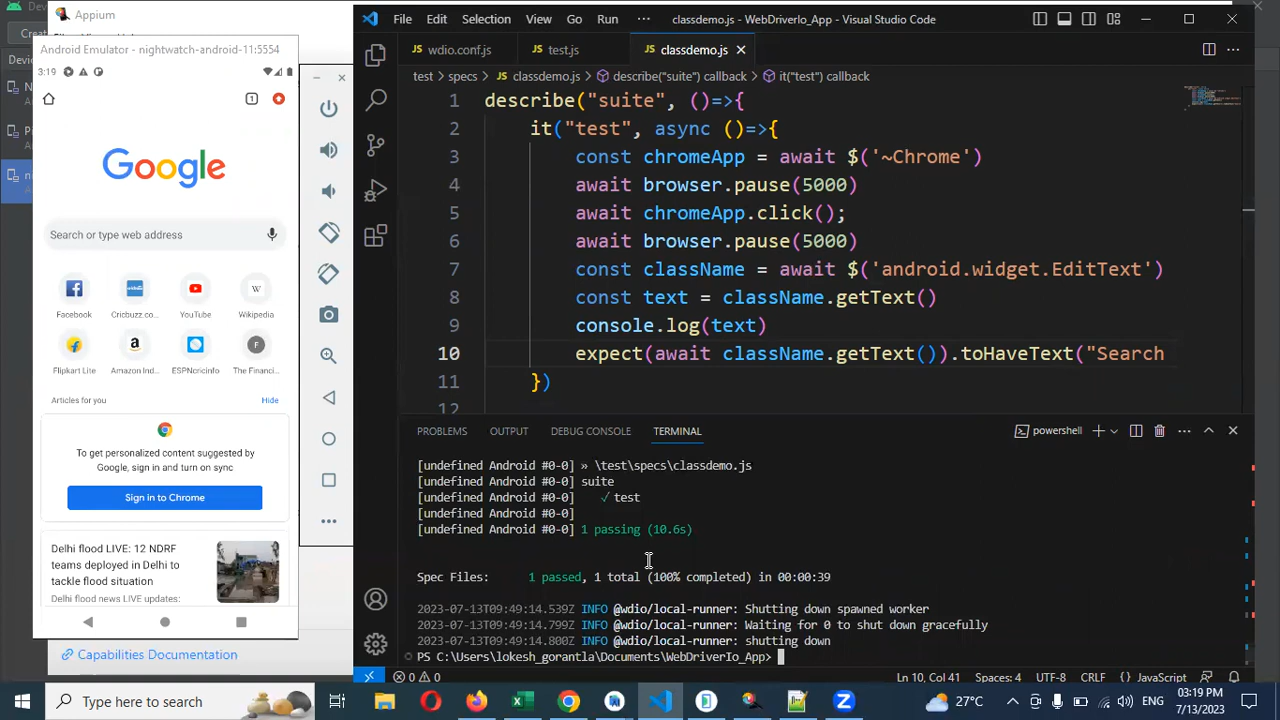 Appium
Android Emulator - nightwatch-android-11:5554
3:19
1
Google
Search or type web address
Facebook
Cricbuzz.co...
YouTube
W
Wikipedia
Flipkart Lite
Amazon Ind...
ESPNcricinfo
F
The Financi...
Articles for you
Hide
To get personalized content suggested by
Google, sign in and turn on sync
Sign in to Chrome
Delhi flood LIVE: 12 NDRF
teams deployed in Delhi to
tackle flood situation
Delhi flood news LIVE updates:
Capabilities Documentation
File Edit Selection View Go Run ··· classdemo.js - WebDriverIo_App - Visual Studio Code
JS wdio.conf.js
JS test.js
JS classdemo.js
test > specs > JS classdemo.js > describe("suite") callback > it("test") callback
1 describe("suite", ()=>{
2 it("test", async ()=>{
3 const chromeApp = await $('~Chrome')
4 await browser.pause(5000)
5 await chromeApp.click();
6 await browser.pause(5000)
7 const className = await $('android.widget.EditText')
8 const text = className.getText()
9 console.log(text)
10 expect(await className.getText()).toHaveText("Search
11 })
12
PROBLEMS OUTPUT DEBUG CONSOLE TERMINAL
powershell
[undefined Android #0-0] » \test\specs\classdemo.js
[undefined Android #0-0] suite
[undefined Android #0-0] ✓ test
[undefined Android #0-0]
[undefined Android #0-0] 1 passing (10.6s)
Spec Files: 1 passed, 1 total (100% completed) in 00:00:39
2023-07-13T09:49:14.539Z INFO @wdio/local-runner: Shutting down spawned worker
2023-07-13T09:49:14.799Z INFO @wdio/local-runner: Waiting for 0 to shut down gracefully
2023-07-13T09:49:14.800Z INFO @wdio/local-runner: shutting down
PS C:\Users\lokesh_gorantla\Documents\WebDriverIo_App>
0 0 Ln 10, Col 41 Spaces: 4 UTF-8 CRLF {} JavaScript
Type here to search
27°C
ENG
03:19 PM
7/13/2023